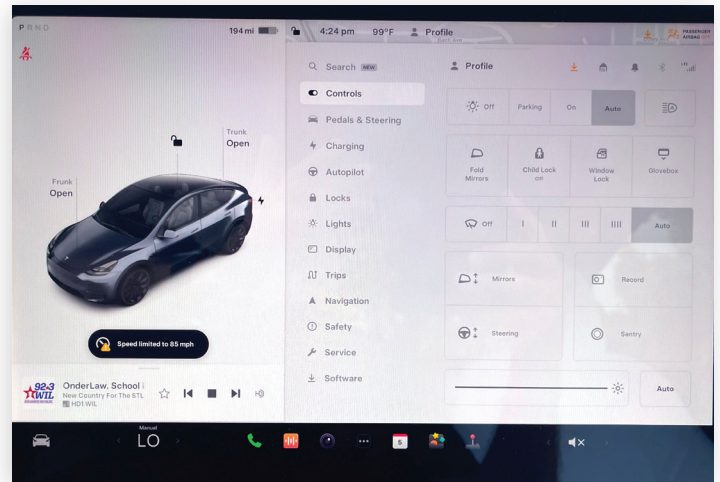 P R N D
194 mi
4:24 pm
99°F
Profile
PASSENGER
AIRBAG OFF
Search NEW
Profile
Controls
Pedals & Steering
Charging
Autopilot
Locks
Lights
Display
Trips
Navigation
Safety
Service
Software
Off
Parking
On
Auto
Fold
Mirrors
Child Lock
Off
Window
Lock
Glovebox
Off
I
II
III
IIII
Auto
Mirrors
Record
Steering
Sentry
Auto
Trunk
Open
Frunk
Open
Speed limited to 85 mph
92.3
WIL
OnderLaw. School
New Country For The STL
HD1 WIL
Manual
LO
5